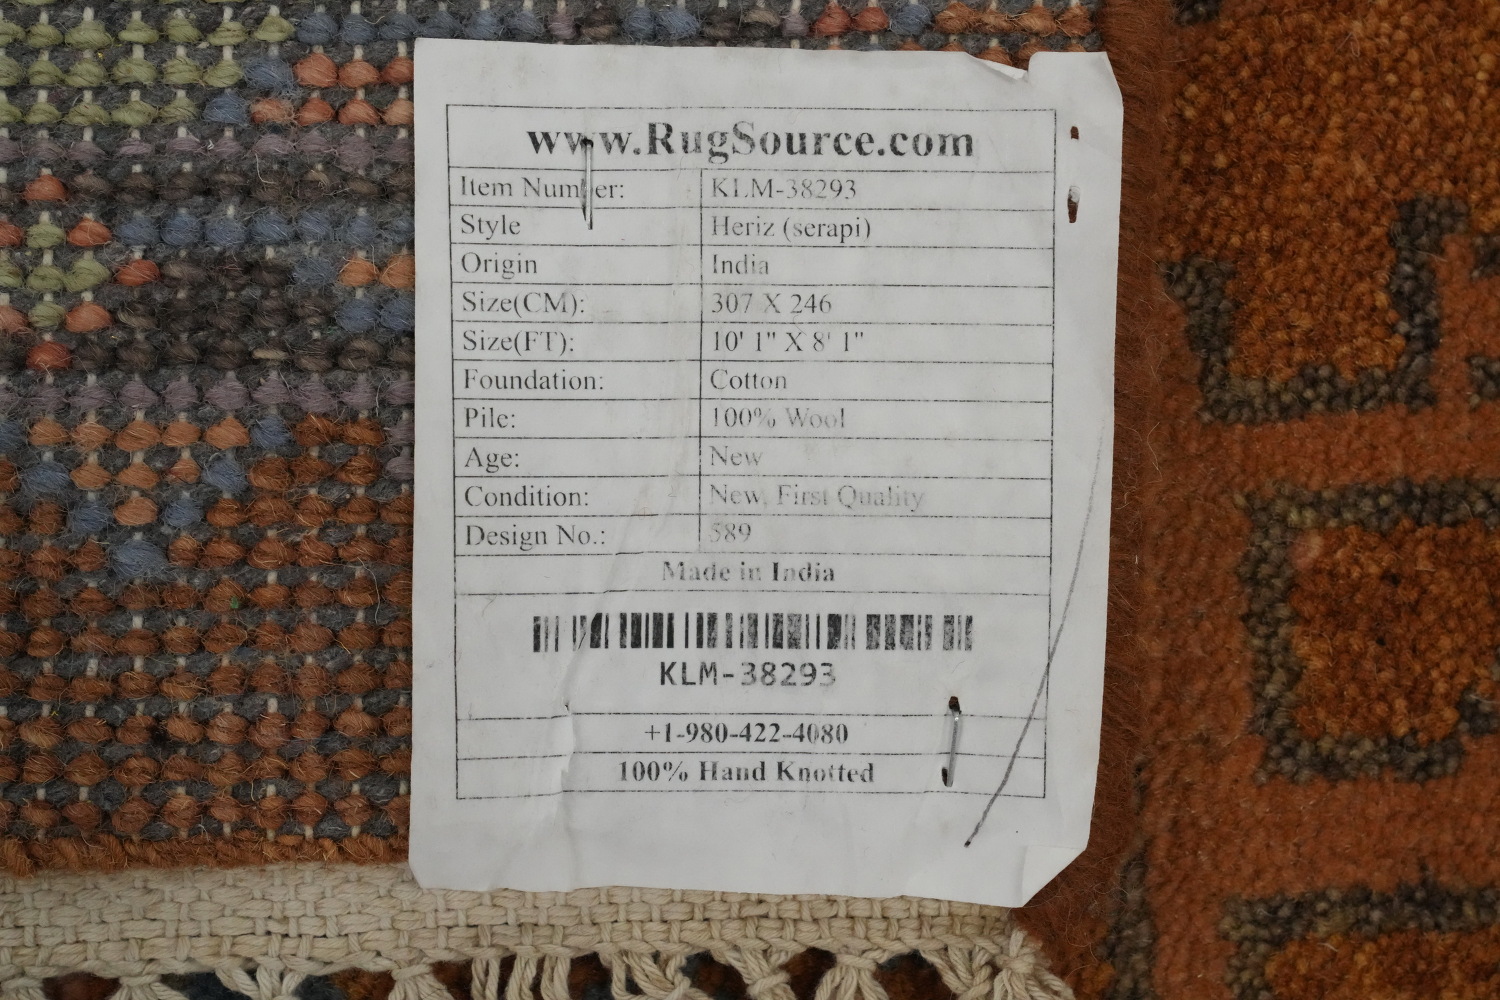 www.RugSource.com
Item Number: KLM-38293
Style Heriz (serapi)
Origin India
Size(CM): 307 X 246
Size(FT): 10' 1" X 8' 1"
Foundation: Cotton
Pile: 100% Wool
Age: New
Condition: New, First Quality
Design No.: 589
Made in India
KLM-38293
+1-980-422-4080
100% Hand Knotted